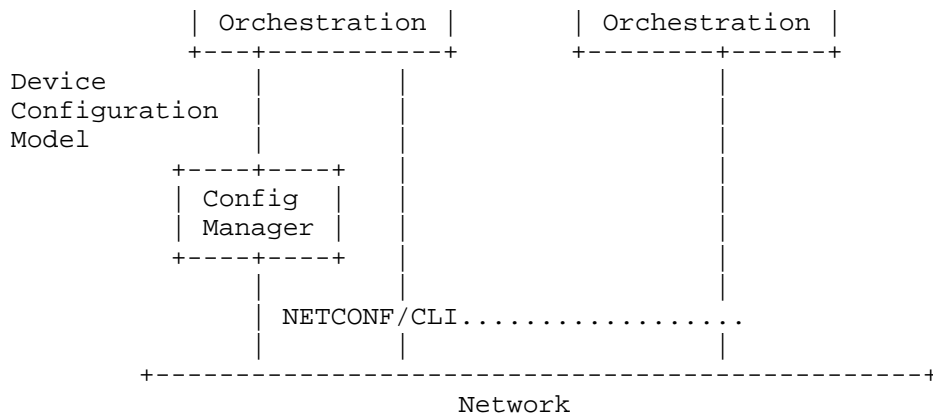 | Orchestration | | Orchestration |
+---+-----------+ +--------+------+
Device | | |
Configuration | | |
Model | | |
+----+----+ | |
| Config | | |
| Manager | | |
+----+----+ | |
| | |
| NETCONF/CLI..................
| | |
+------------------------------------------------+
Network